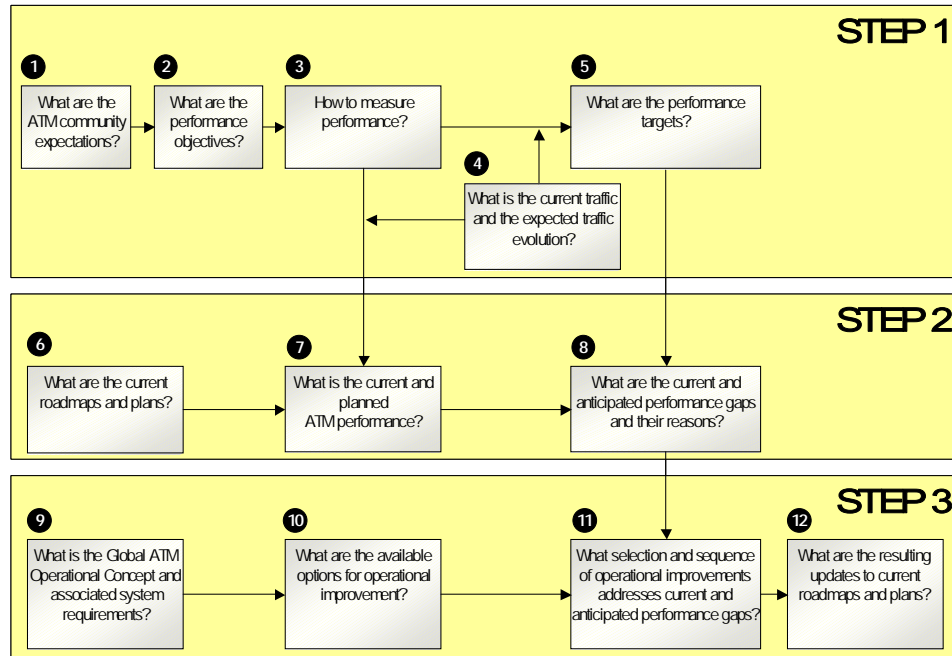 STEP 1
1
What are the
ATM community
expectations?
2
What are the
performance
objectives?
3
How to measure
performance?
4
What is the current traffic
and the expected traffic
evolution?
5
What are the performance
targets?
STEP 2
6
What are the current
roadmaps and plans?
7
What is the current and
planned
ATM performance?
8
What are the current and
anticipated performance gaps
and their reasons?
STEP 3
9
What is the Global ATM
Operational Concept and
associated system
requirements?
10
What are the available
options for operational
improvement?
11
What selection and sequence
of operational improvements
addresses current and
anticipated performance gaps?
12
What are the resulting
updates to current
roadmaps and plans?